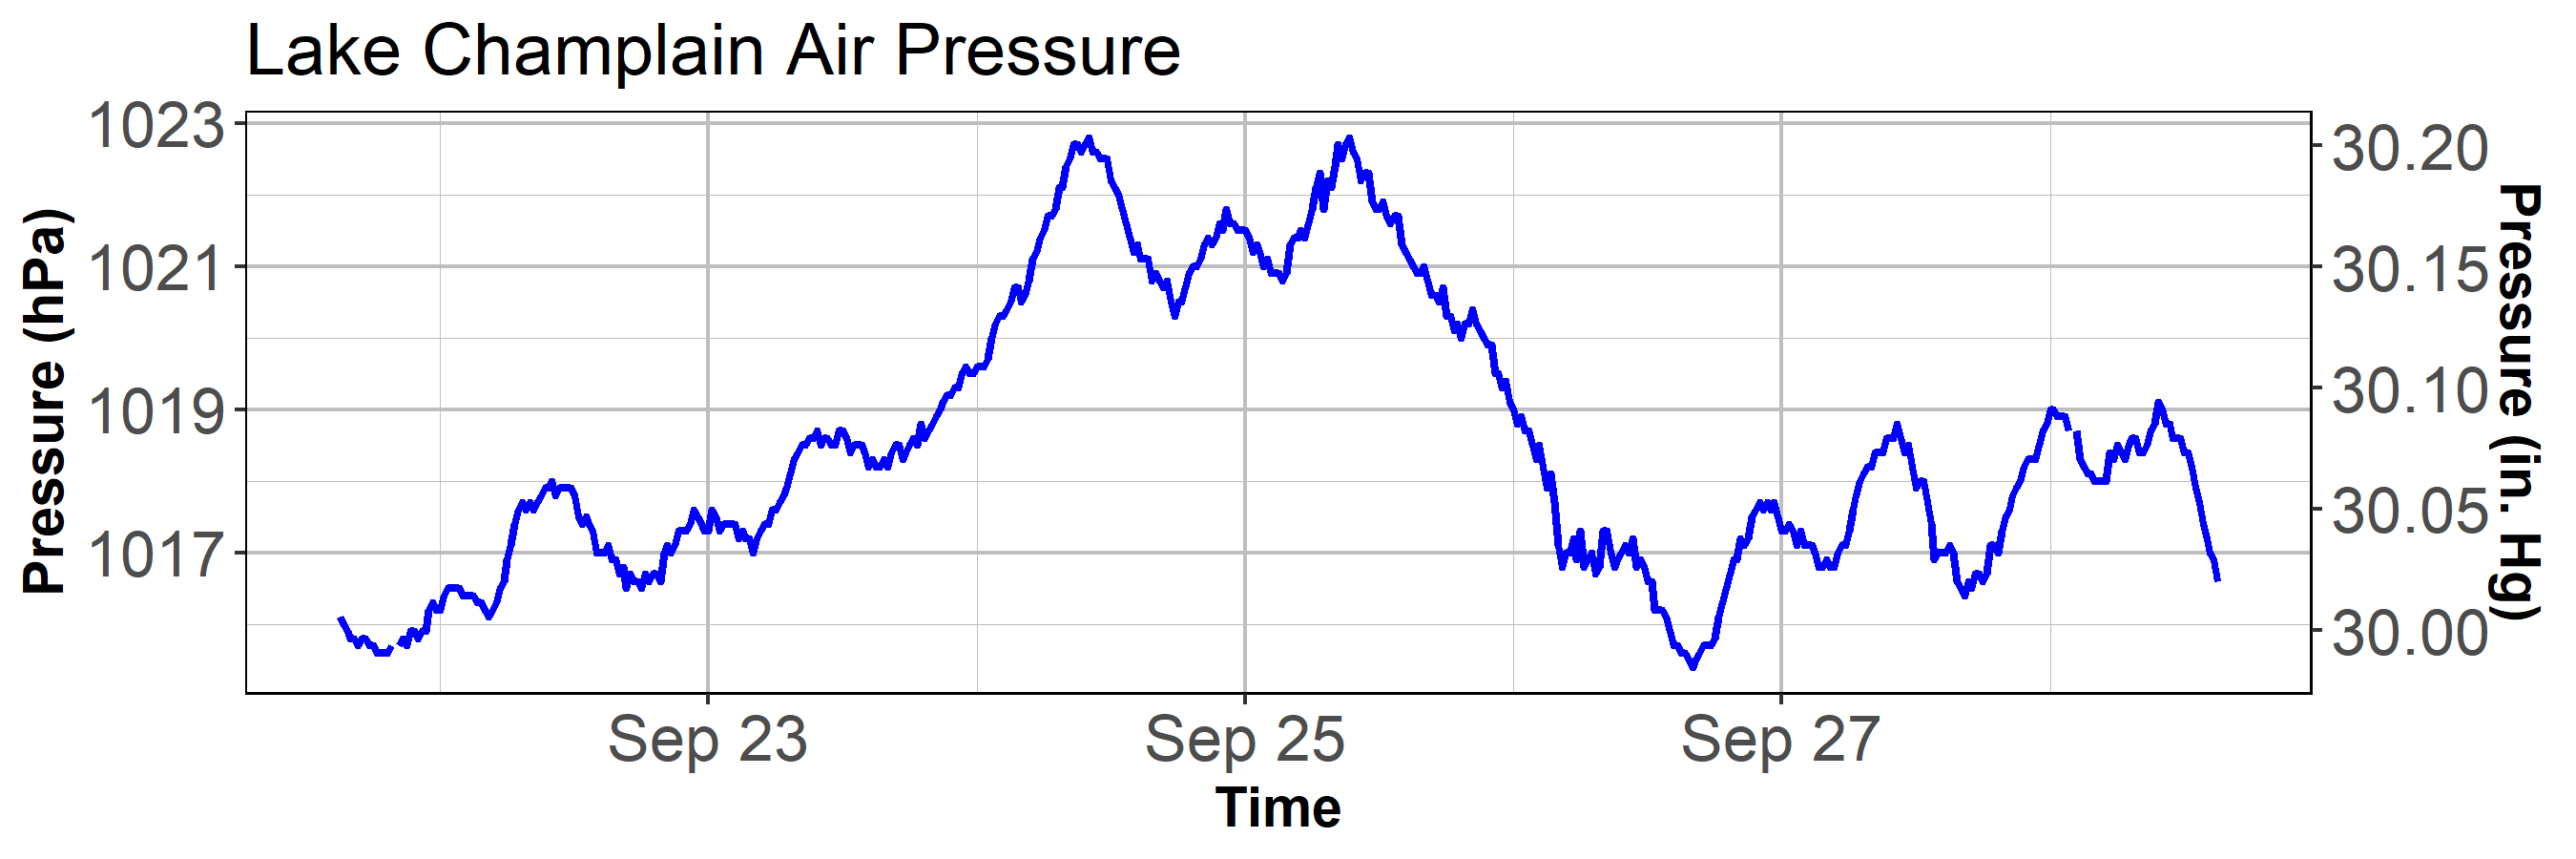 Lake Champlain Air Pressure
Pressure (hPa)
1023
1021
1019
1017
30.20
30.15
30.10
30.05
30.00
Pressure (in. Hg)
Sep 23 Sep 25 Sep 27
Time